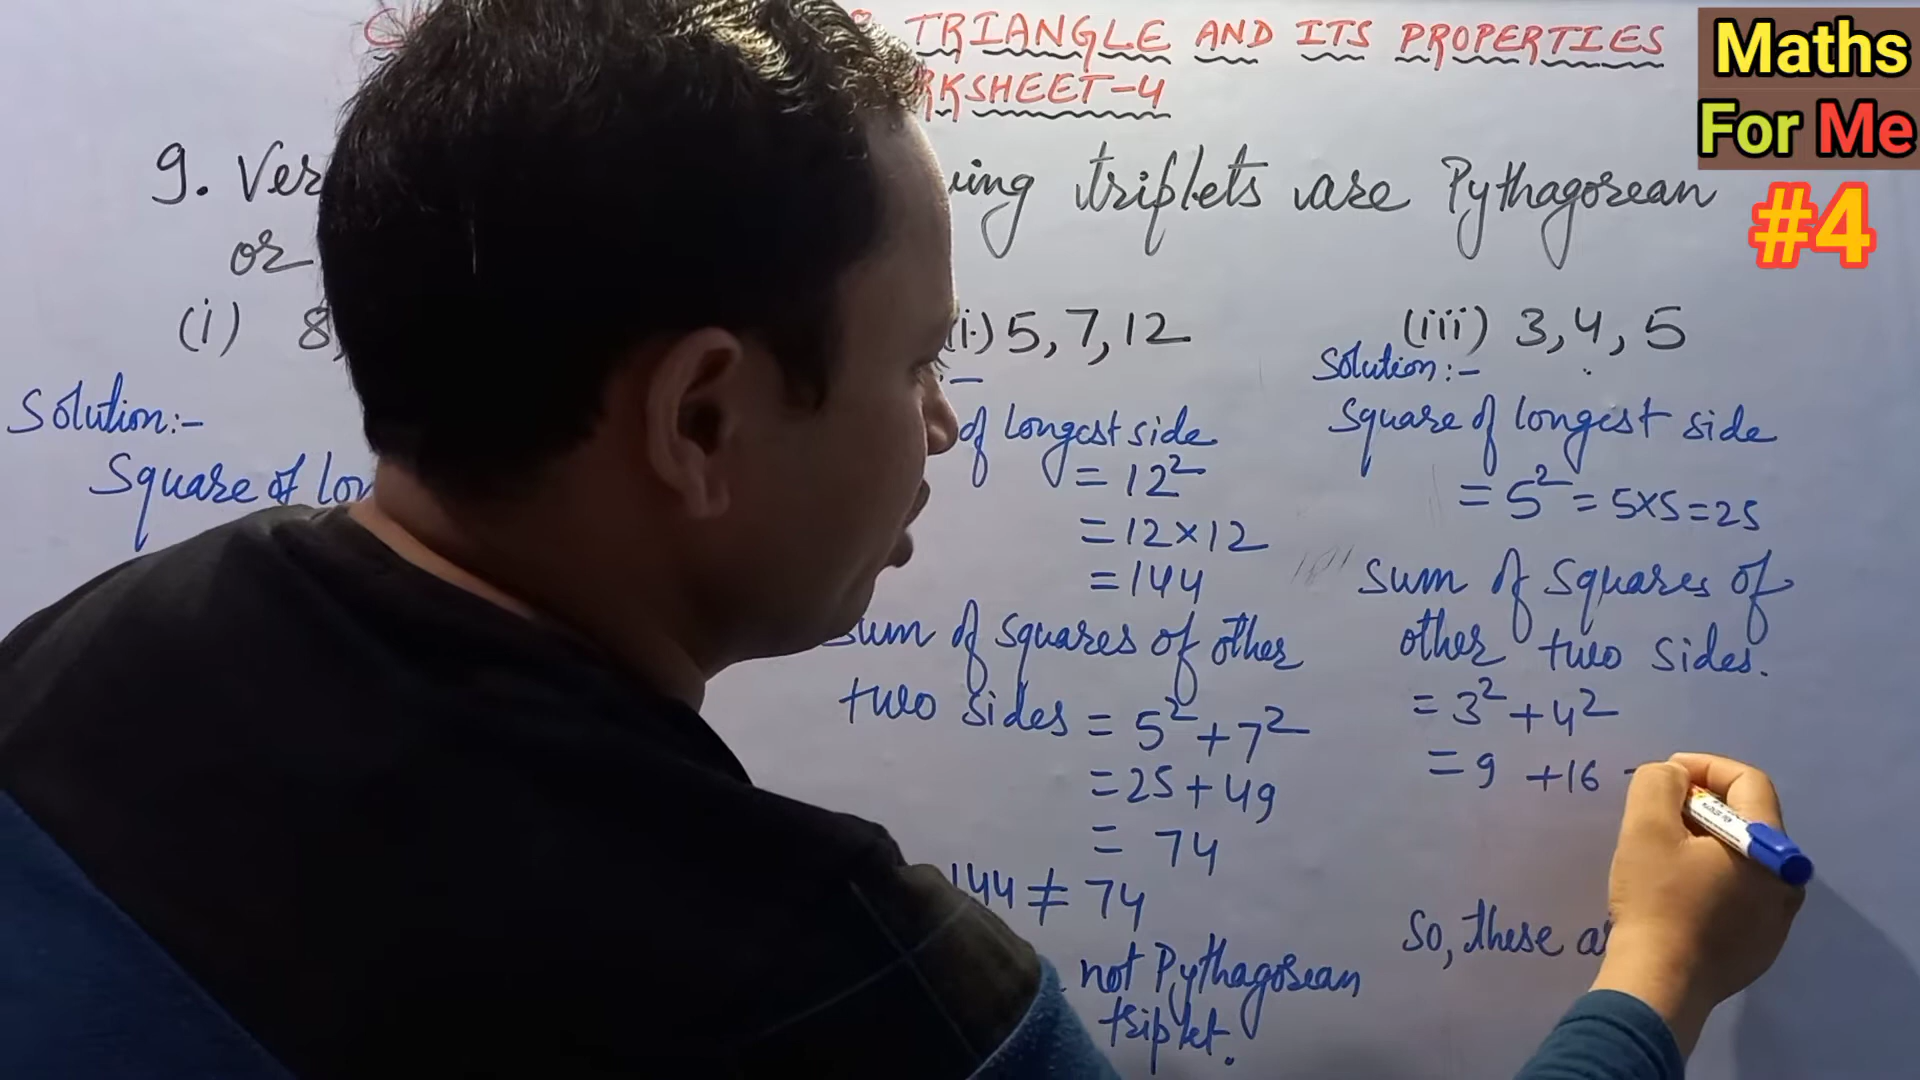 TRIANGLE AND ITS PROPERTIES
RKSHEET-4
Maths
For Me
#4
9. Ver ing triplets are Pythagorean
or
(i) 8,
Solution:-
Square of lon
(i.) 5, 7, 12
:-
of longest side
= 12²
= 12×12
= 144
Sum of squares of other
two sides = 5² + 7²
= 25 + 49
= 74
144 ≠ 74
not Pythagorean
triplet.
(iii) 3, 4, 5
Solution:-
Square of longest side
= 5² = 5×5 = 25
Sum of Squares of
other two sides.
= 3² + 4²
= 9 + 16
So, these a